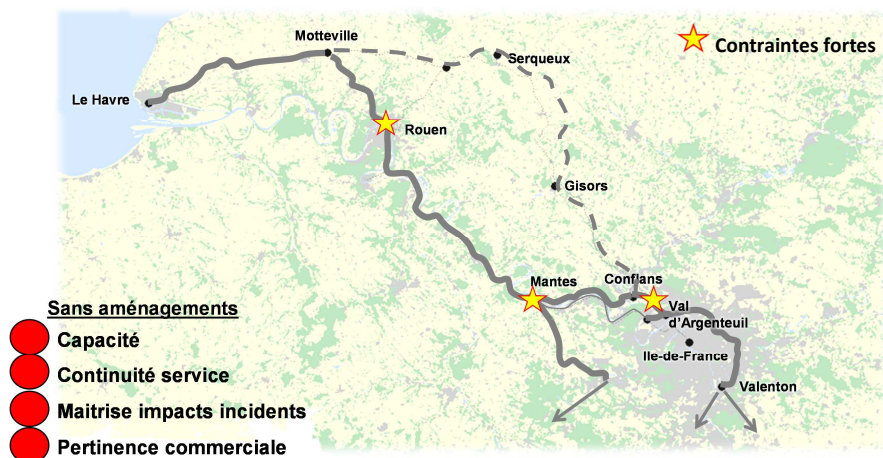 Motteville
Serqueux
Contraintes fortes
Le Havre
Rouen
Gisors
Mantes
Conflans
Val
d'Argenteuil
Ile-de-France
Valenton
Sans aménagements
Capacité
Continuité service
Maitrise impacts incidents
Pertinence commerciale